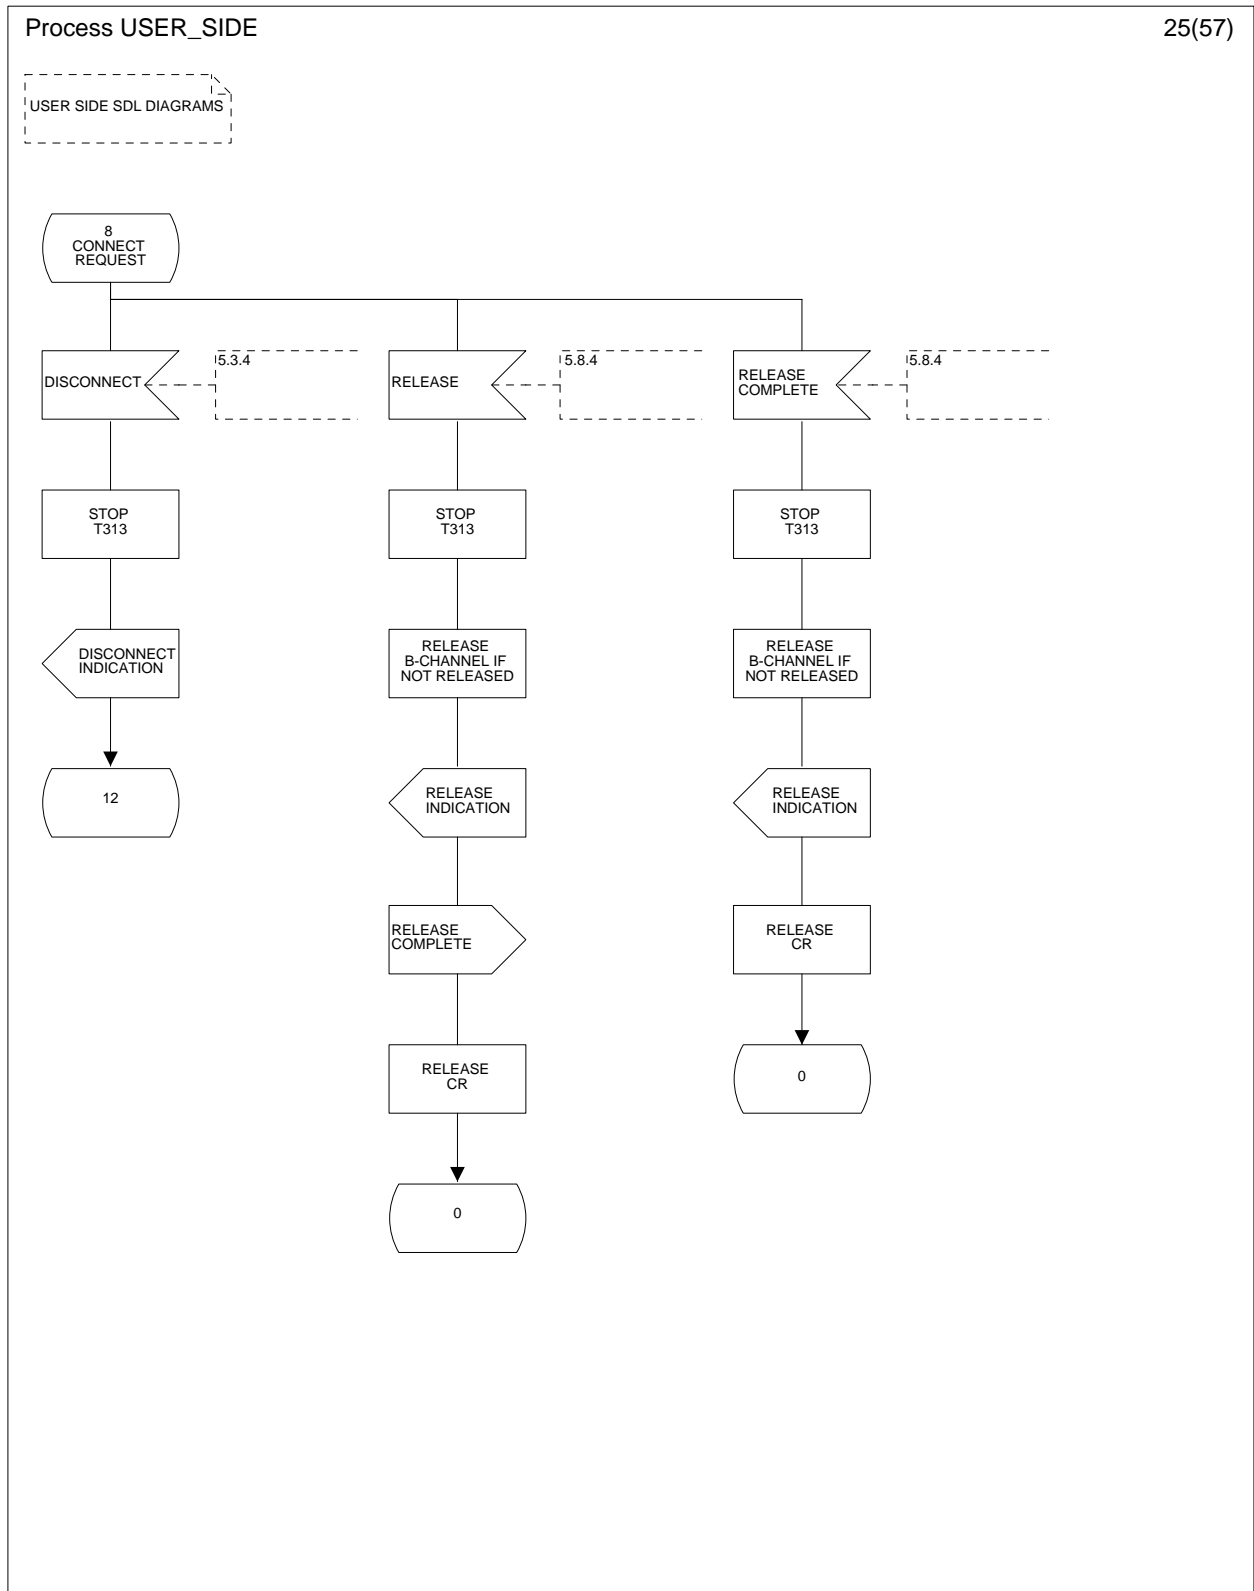 Process USER_SIDE
25(57)
USER SIDE SDL DIAGRAMS
8
CONNECT
REQUEST
DISCONNECT
5.3.4
RELEASE
5.8.4
RELEASE
COMPLETE
5.8.4
STOP
T313
STOP
T313
STOP
T313
DISCONNECT
INDICATION
RELEASE
B-CHANNEL IF
NOT RELEASED
RELEASE
B-CHANNEL IF
NOT RELEASED
12
RELEASE
INDICATION
RELEASE
INDICATION
RELEASE
COMPLETE
RELEASE
CR
RELEASE
CR
0
0